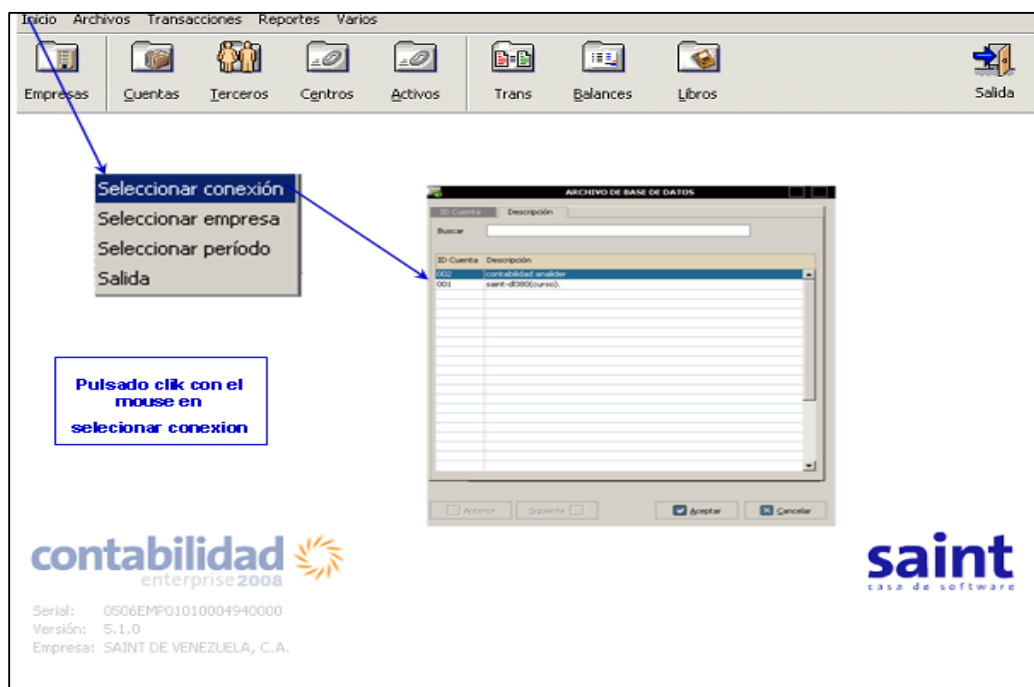 Inicio Archivos Transacciones Reportes Varios
Empresas Cuentas Terceros Centros Activos Trans Balances Libros Salida
Seleccionar conexión
Seleccionar empresa
Seleccionar período
Salida
ARCHIVO DE BASE DE DATOS
ID Cuenta Descripción
Buscar
ID Cuenta Descripción
002 contabilidad analider
001 saint-dl380(curso).
Anterior Siguiente Aceptar Cancelar
Pulsado clik con el
mouse en
selecionar conexion
contabilidad
enterprise2008
saint
casa de software
Serial: 0506EMP01010004940000
Versión: 5.1.0
Empresa: SAINT DE VENEZUELA, C.A.